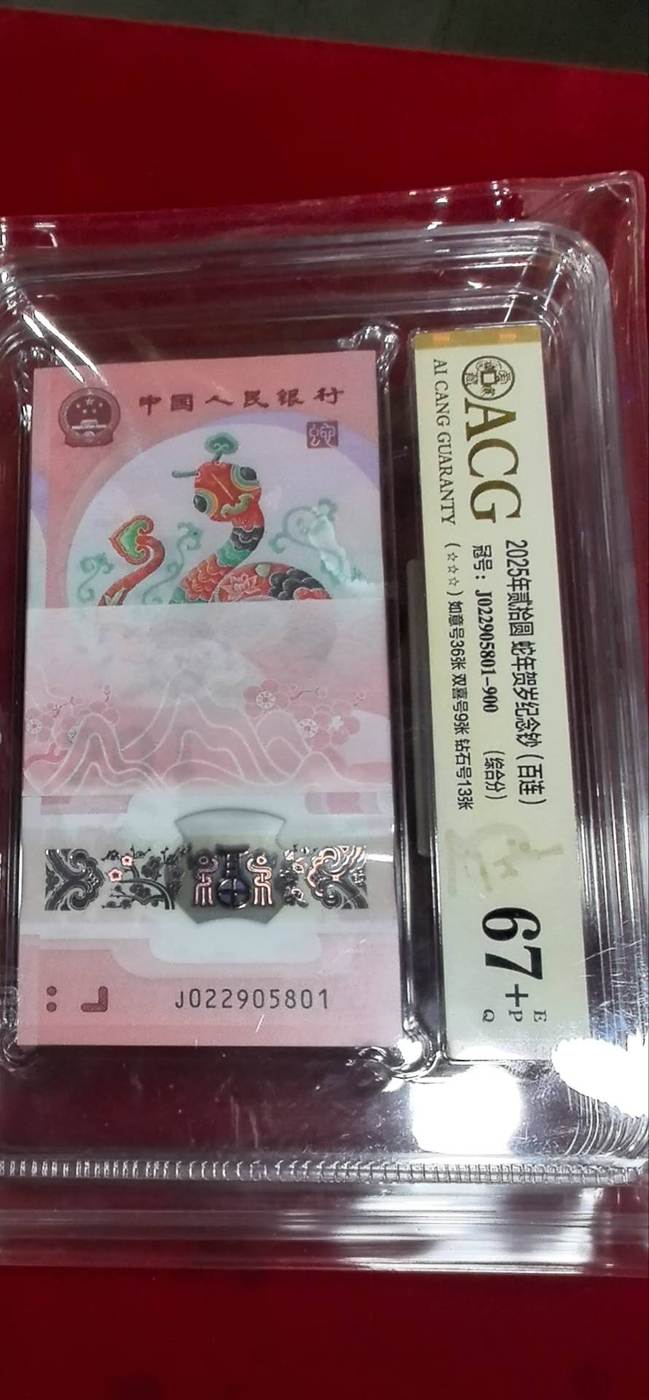 中国人民银行
J022905801
ACG
AI CANG GUARANTY
2025年贰拾圆 蛇年贺岁纪念钞（百连）
冠号：J022905801-900 （综合分）
（☆☆☆）如意号36张 双喜号9张 钻石号13张
67+
EPQ